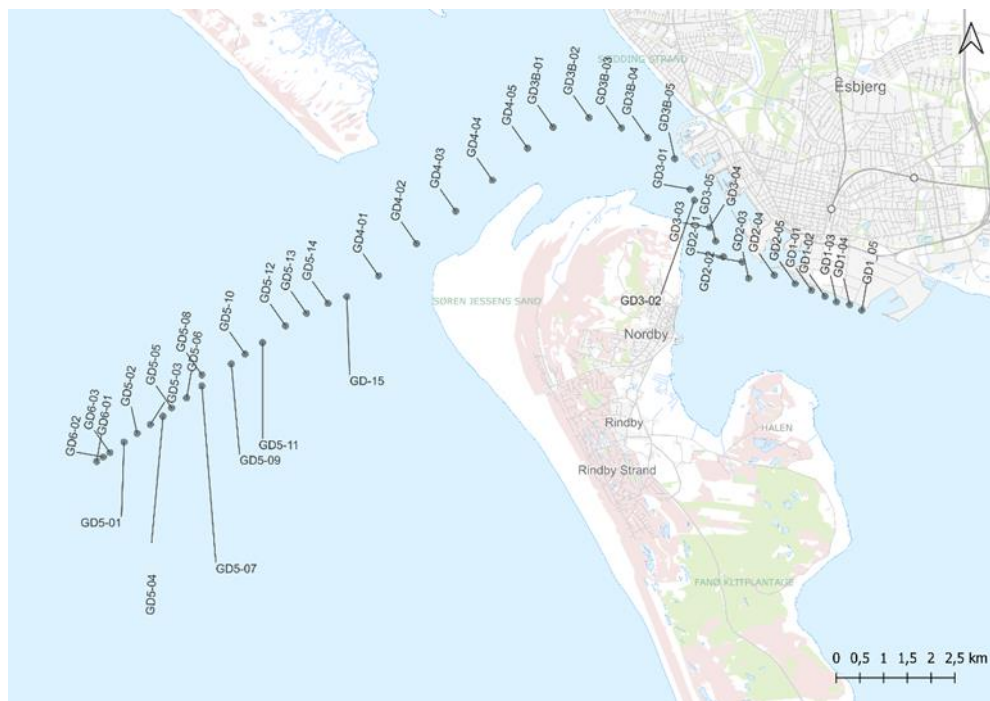 SÆDDING STRAND
Esbjerg
GD3B-01
GD3B-02
GD3B-03
GD3B-04
GD3B-05
GD4-05
GD4-04
GD4-03
GD4-02
GD4-01
GD3-01
GD3-05
GD3-04
GD3-03
GD2-01
GD2-02
GD2-03
GD2-04
GD2-05
GD1-01
GD1-02
GD1-03
GD1-04
GD1_05
GD3-02
GD5-14
GD5-13
GD5-12
GD5-10
GD5-08
GD5-06
GD5-05
GD5-03
GD5-02
GD6-01
GD6-03
GD6-02
SØREN JESSENS SAND
Nordby
GD-15
Rindby
HALEN
GD5-11
GD5-09
Rindby Strand
GD5-01
GD5-07
GD5-04
FANØ KLITPLANTAGE
0 0,5 1 1,5 2 2,5 km